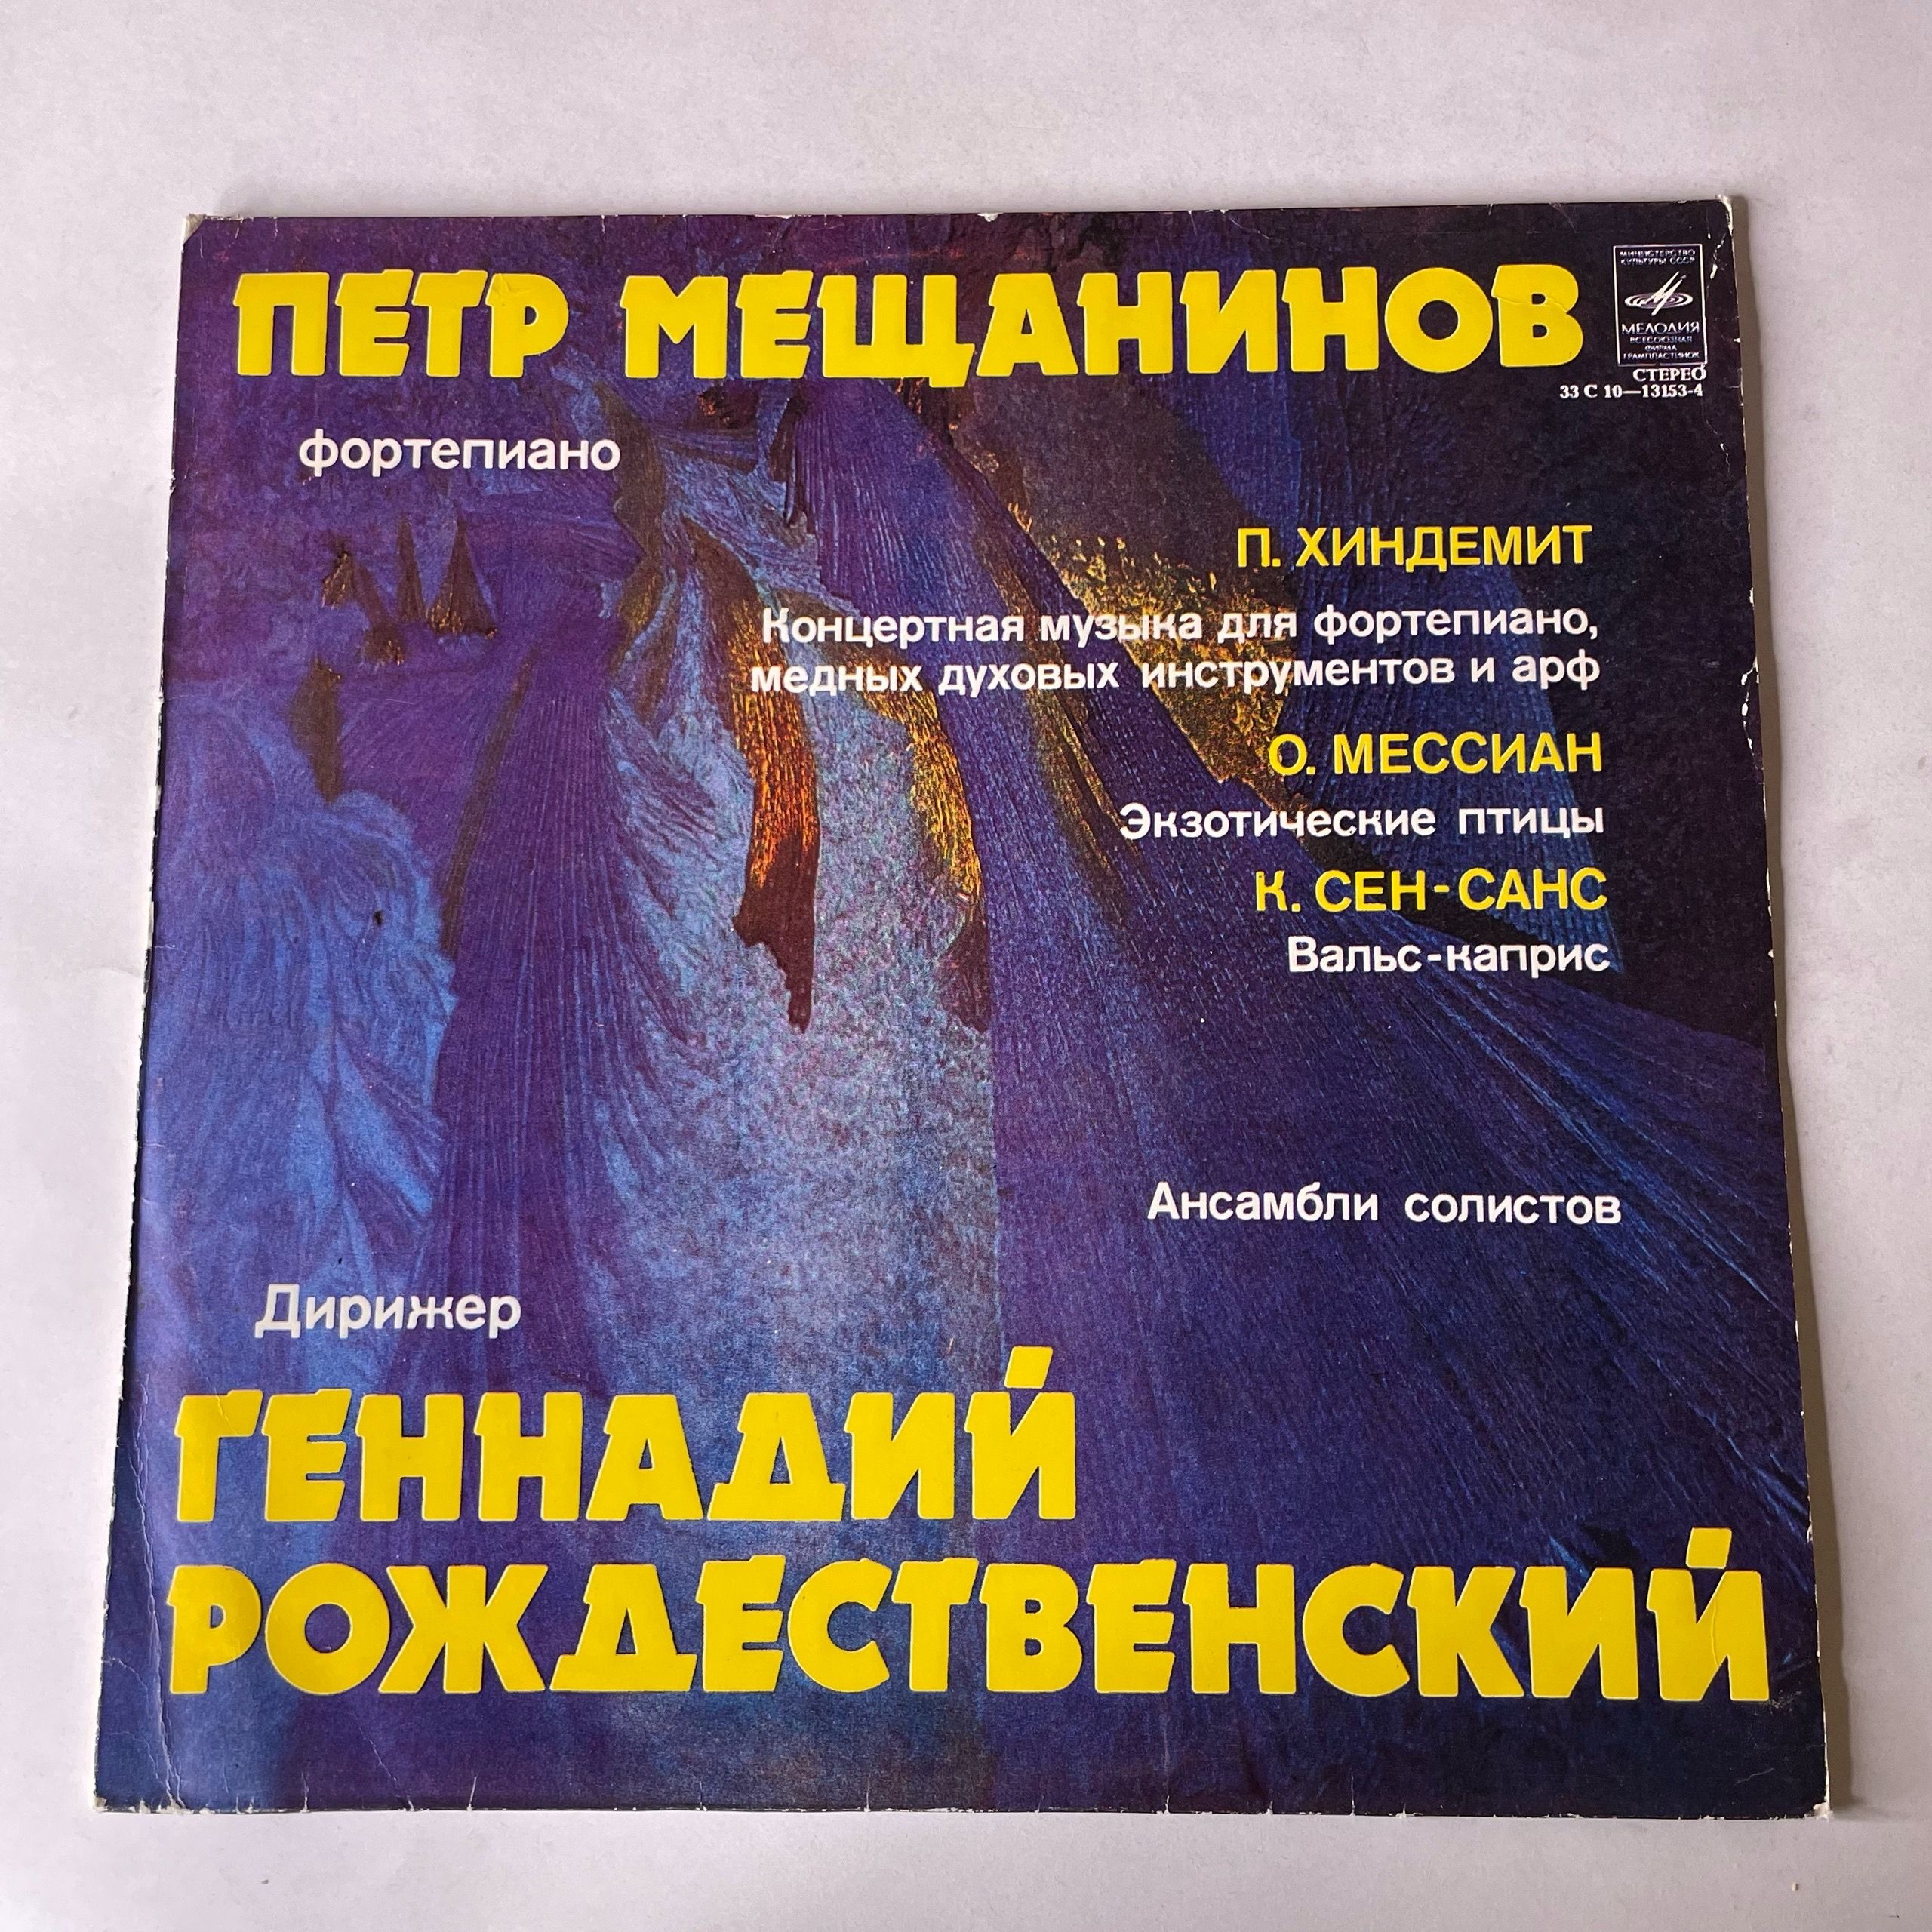 ПЕТР МЕЩАНИНОВ
МИНИСТЕРСТВО
КУЛЬТУРЫ СССР
МЕЛОДИЯ
ВСЕСОЮЗНАЯ
ФИРМА
ГРАМПЛАСТИНОК
СТЕРЕО
33 С 10—13153-4
фортепиано
П. ХИНДЕМИТ
Концертная музыка для фортепиано,
медных духовых инструментов и арф
О. МЕССИАН
Экзотические птицы
К. СЕН-САНС
Вальс-каприс
Ансамбли солистов
Дирижер
ГЕННАДИЙ
РОЖДЕСТВЕНСКИЙ